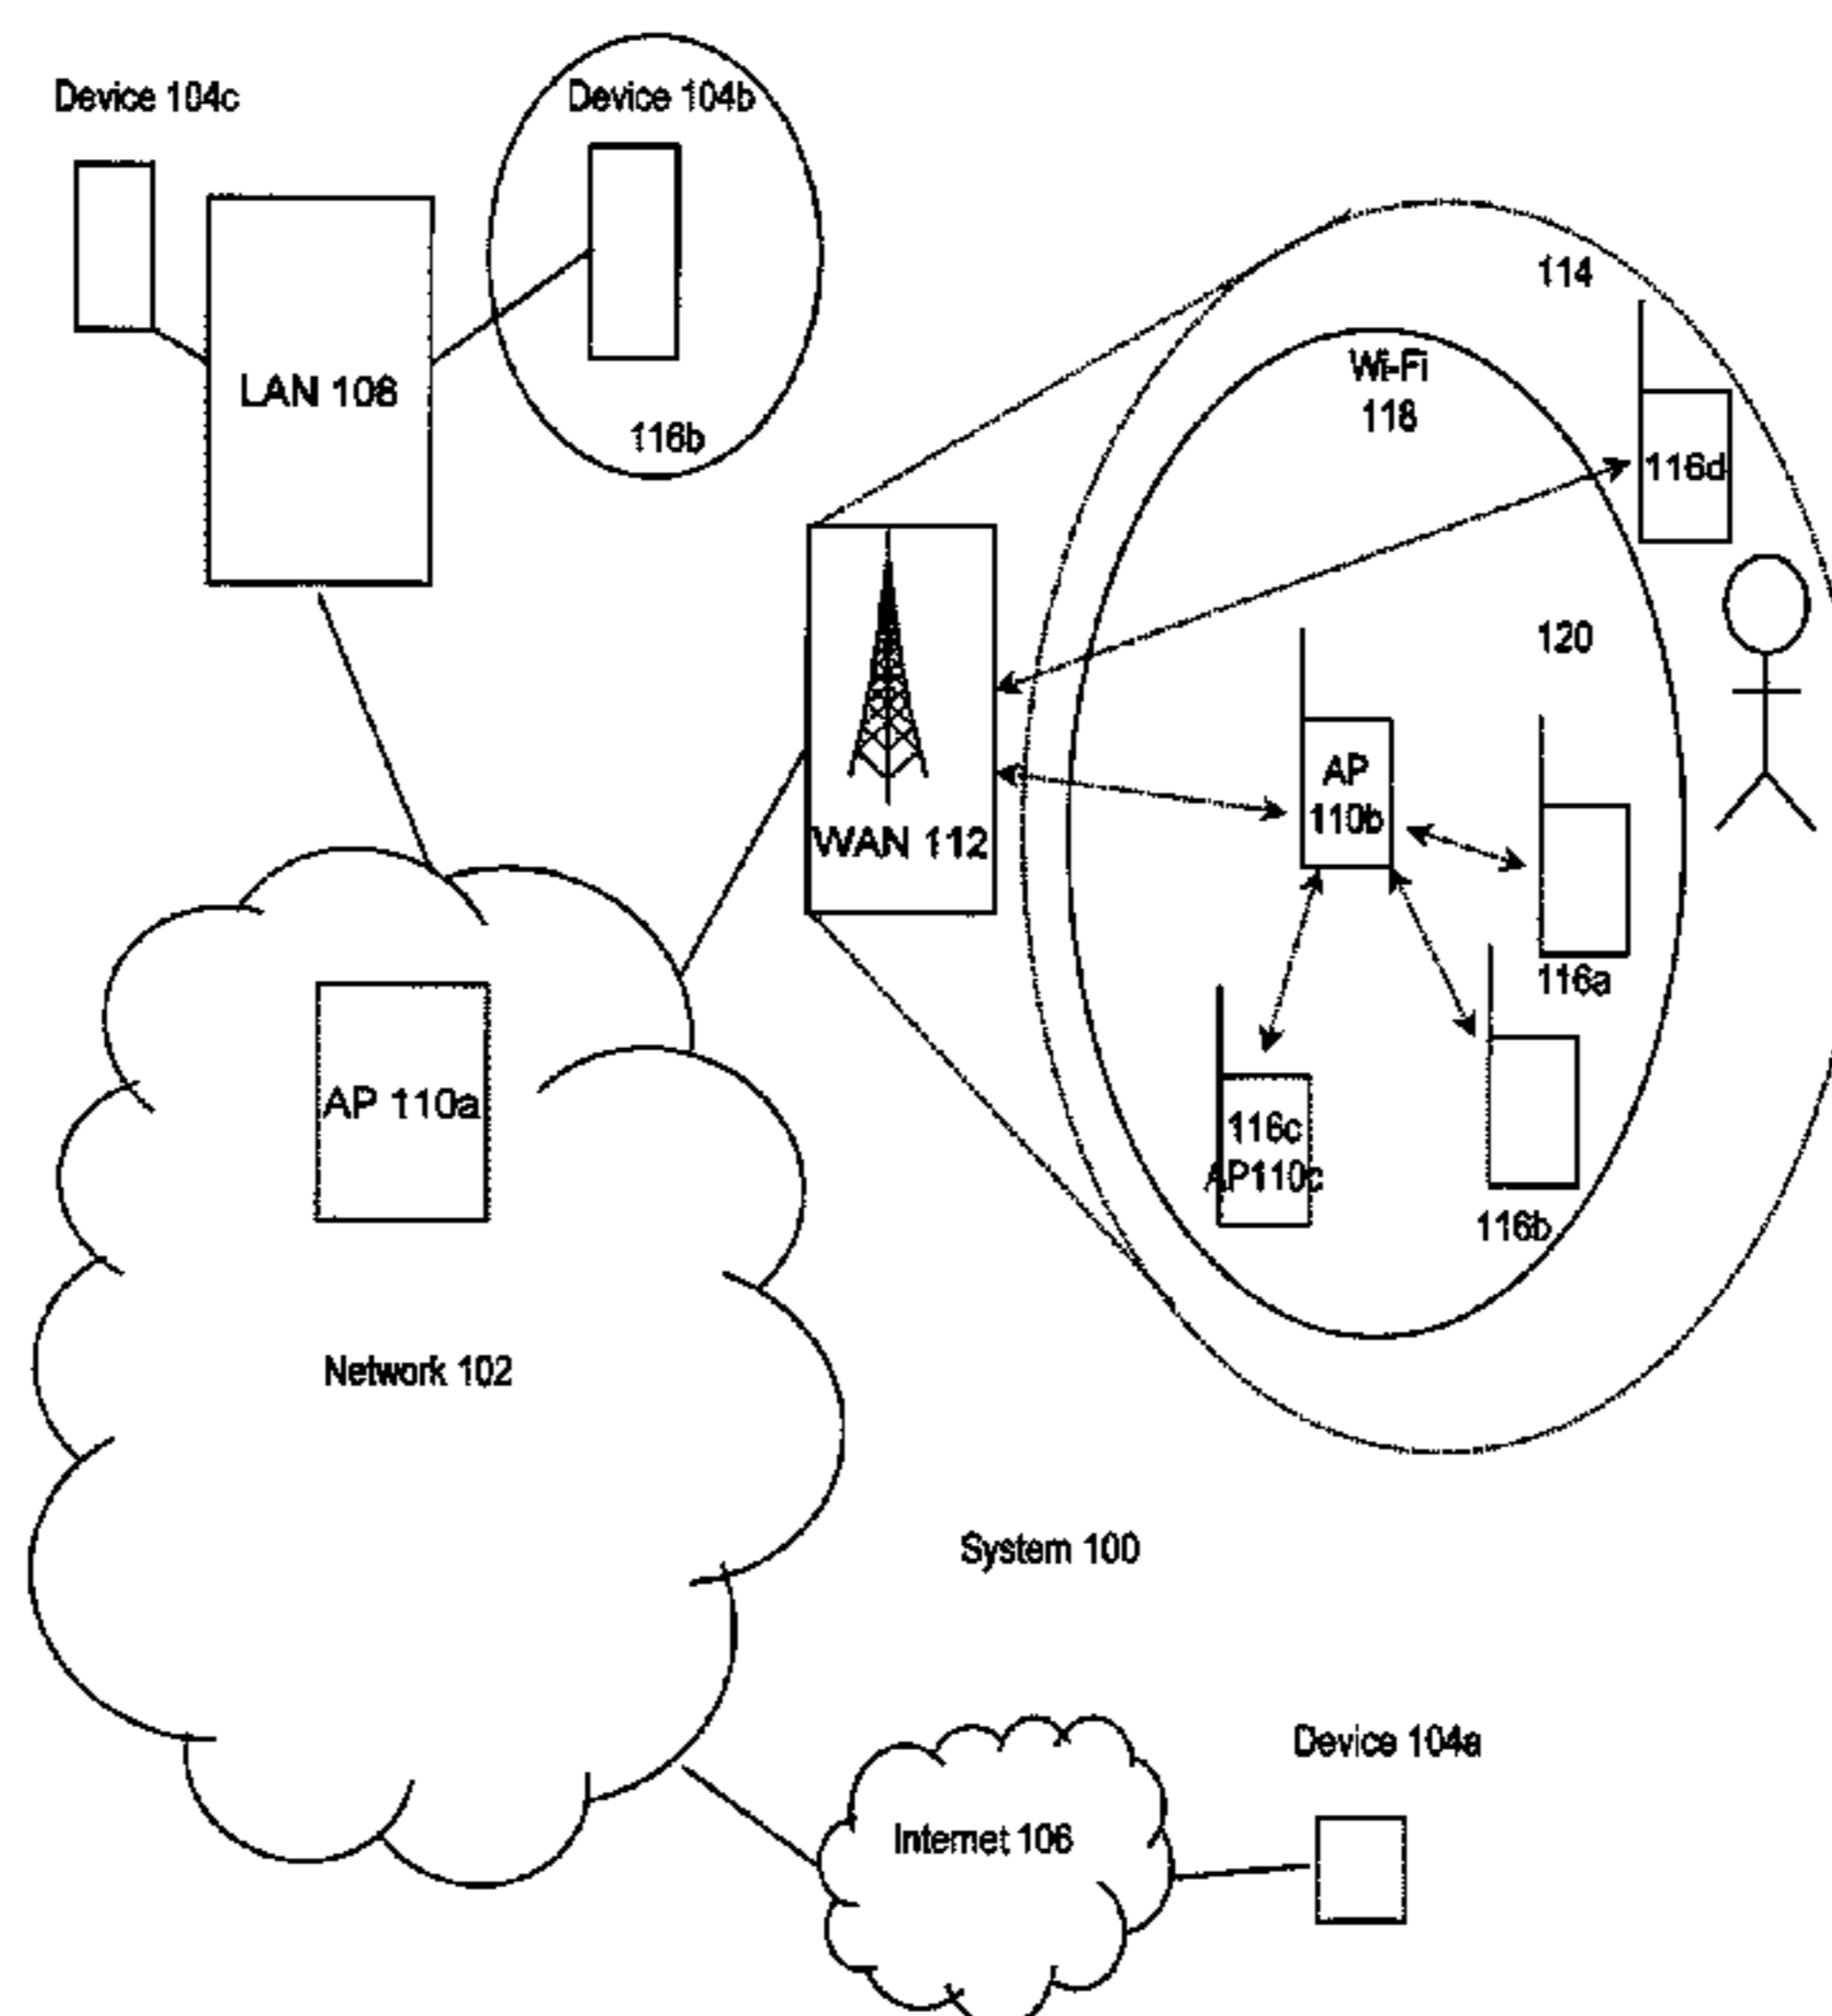 Device 104c
Device 104b
LAN 108
116b
114
Wi-Fi
118
116d
120
AP
110b
WAN 112
116a
AP 110a
116c
AP110c
116b
Network 102
System 100
Device 104a
Internet 106